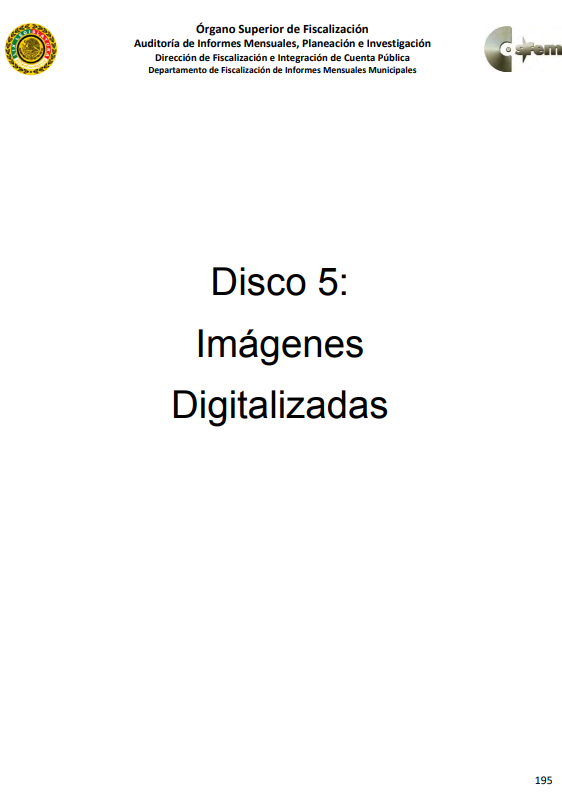 Órgano Superior de Fiscalización
Auditoría de Informes Mensuales, Planeación e Investigación
Dirección de Fiscalización e Integración de Cuenta Pública
Departamento de Fiscalización de Informes Mensuales Municipales
osfem
Disco 5:
Imágenes
Digitalizadas
195